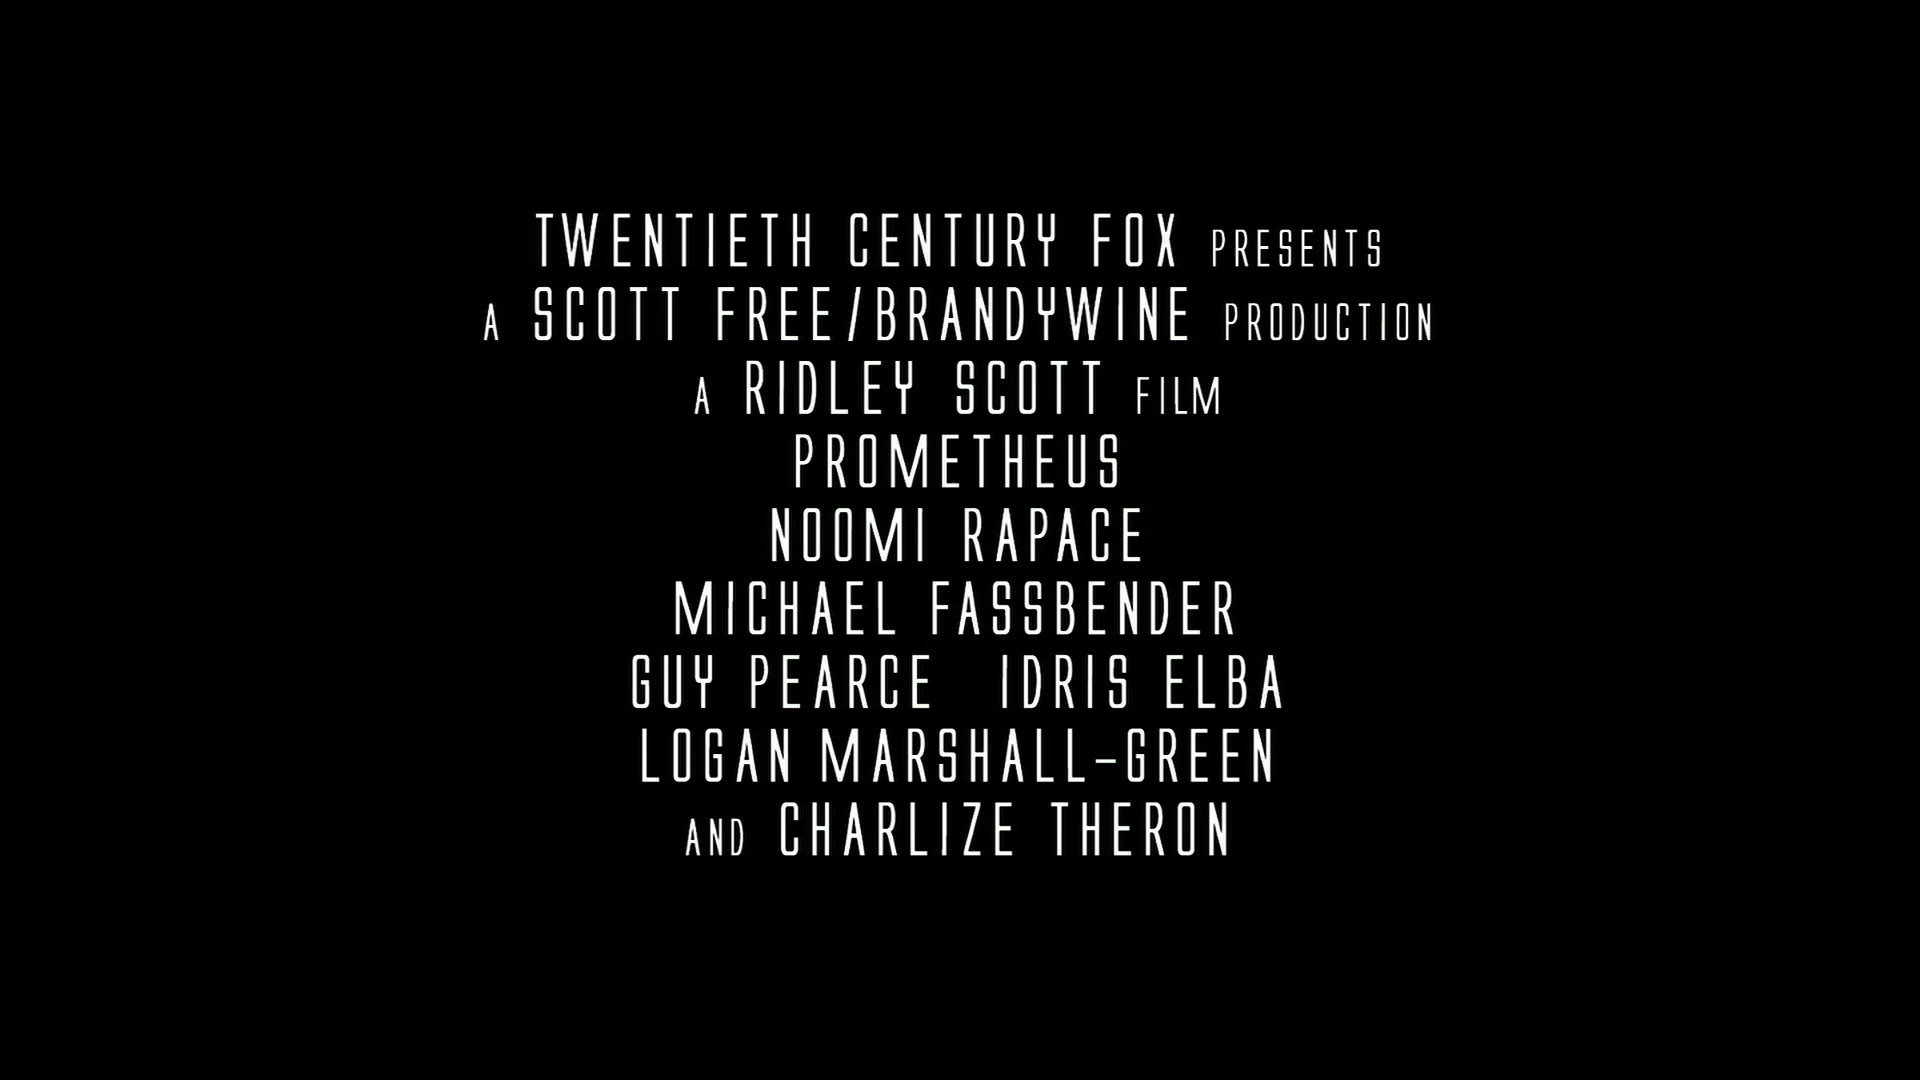 TWENTIETH CENTURY FOX PRESENTS
A SCOTT FREE/BRANDYWINE PRODUCTION
A RIDLEY SCOTT FILM
PROMETHEUS
NOOMI RAPACE
MICHAEL FASSBENDER
GUY PEARCE IDRIS ELBA
LOGAN MARSHALL-GREEN
AND CHARLIZE THERON